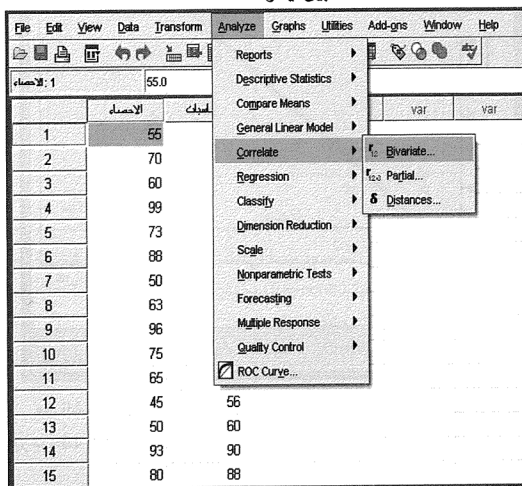 File Edit View Data Transform Analyze Graphs Utilities Add-ons Window Help
الاحصاء : 1 55.0
الاحصاء var var
Reports
Descriptive Statistics
Compare Means
General Linear Model
Correlate
Regression
Classify
Dimension Reduction
Scale
Nonparametric Tests
Forecasting
Multiple Response
Quality Control
ROC Curve...
Bivariate...
Partial...
δ Distances...
1 55
2 70
3 60
4 99
5 73
6 88
7 50
8 63
9 96
10 75
11 65
12 45 56
13 50 60
14 93 90
15 80 88